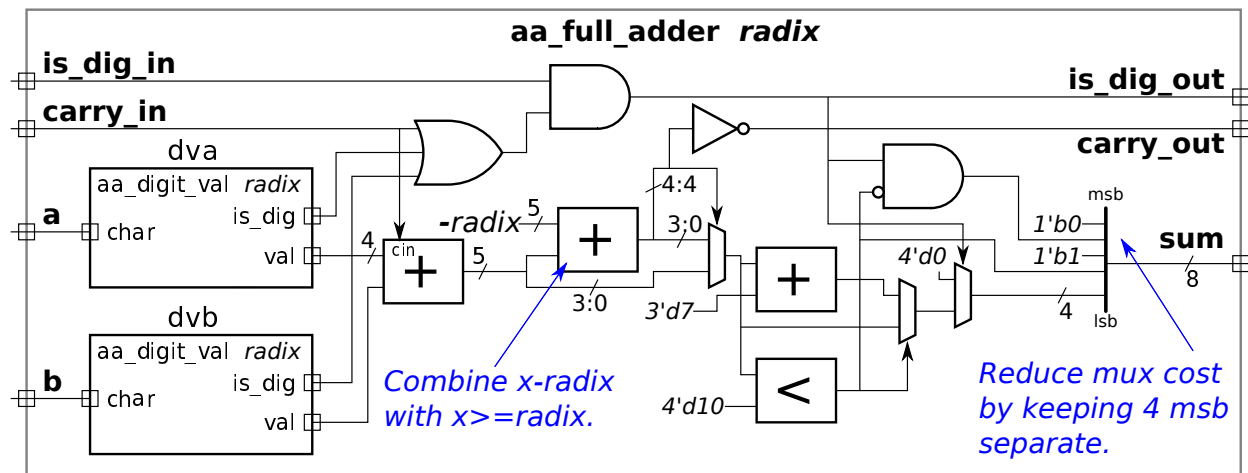 aa_full_adder radix
is_dig_in
is_dig_out
carry_in
carry_out
dva
aa_digit_val radix
is_dig
a
char
val
4
cin
+
5
-radix
5
+
4:4
3:0
3:0
3'd7
+
4'd10
<
4'd0
msb
1'b0
1'b1
4
lsb
sum
8
dvb
aa_digit_val radix
is_dig
b
char
val
Combine x-radix
with x>=radix.
Reduce mux cost
by keeping 4 msb
separate.